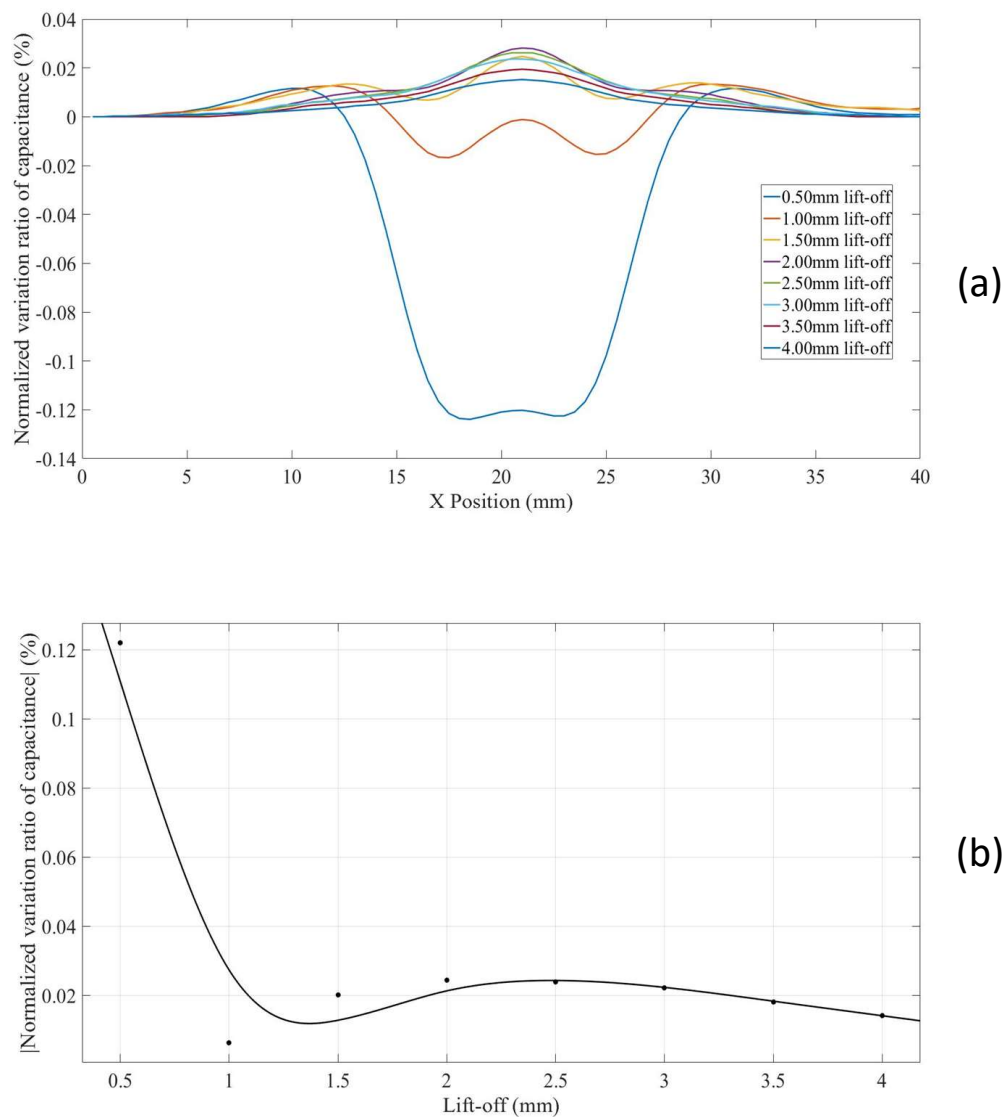 0.04
0.02
0
-0.02
-0.04
-0.06
-0.08
-0.1
-0.12
-0.14
Normalized variation ratio of capacitance (%)
0 5 10 15 20 25 30 35 40
X Position (mm)
0.50mm lift-off
1.00mm lift-off
1.50mm lift-off
2.00mm lift-off
2.50mm lift-off
3.00mm lift-off
3.50mm lift-off
4.00mm lift-off
(a)
0.12
0.1
0.08
0.06
0.04
0.02
|Normalized variation ratio of capacitance| (%)
0.5 1 1.5 2 2.5 3 3.5 4
Lift-off (mm)
(b)